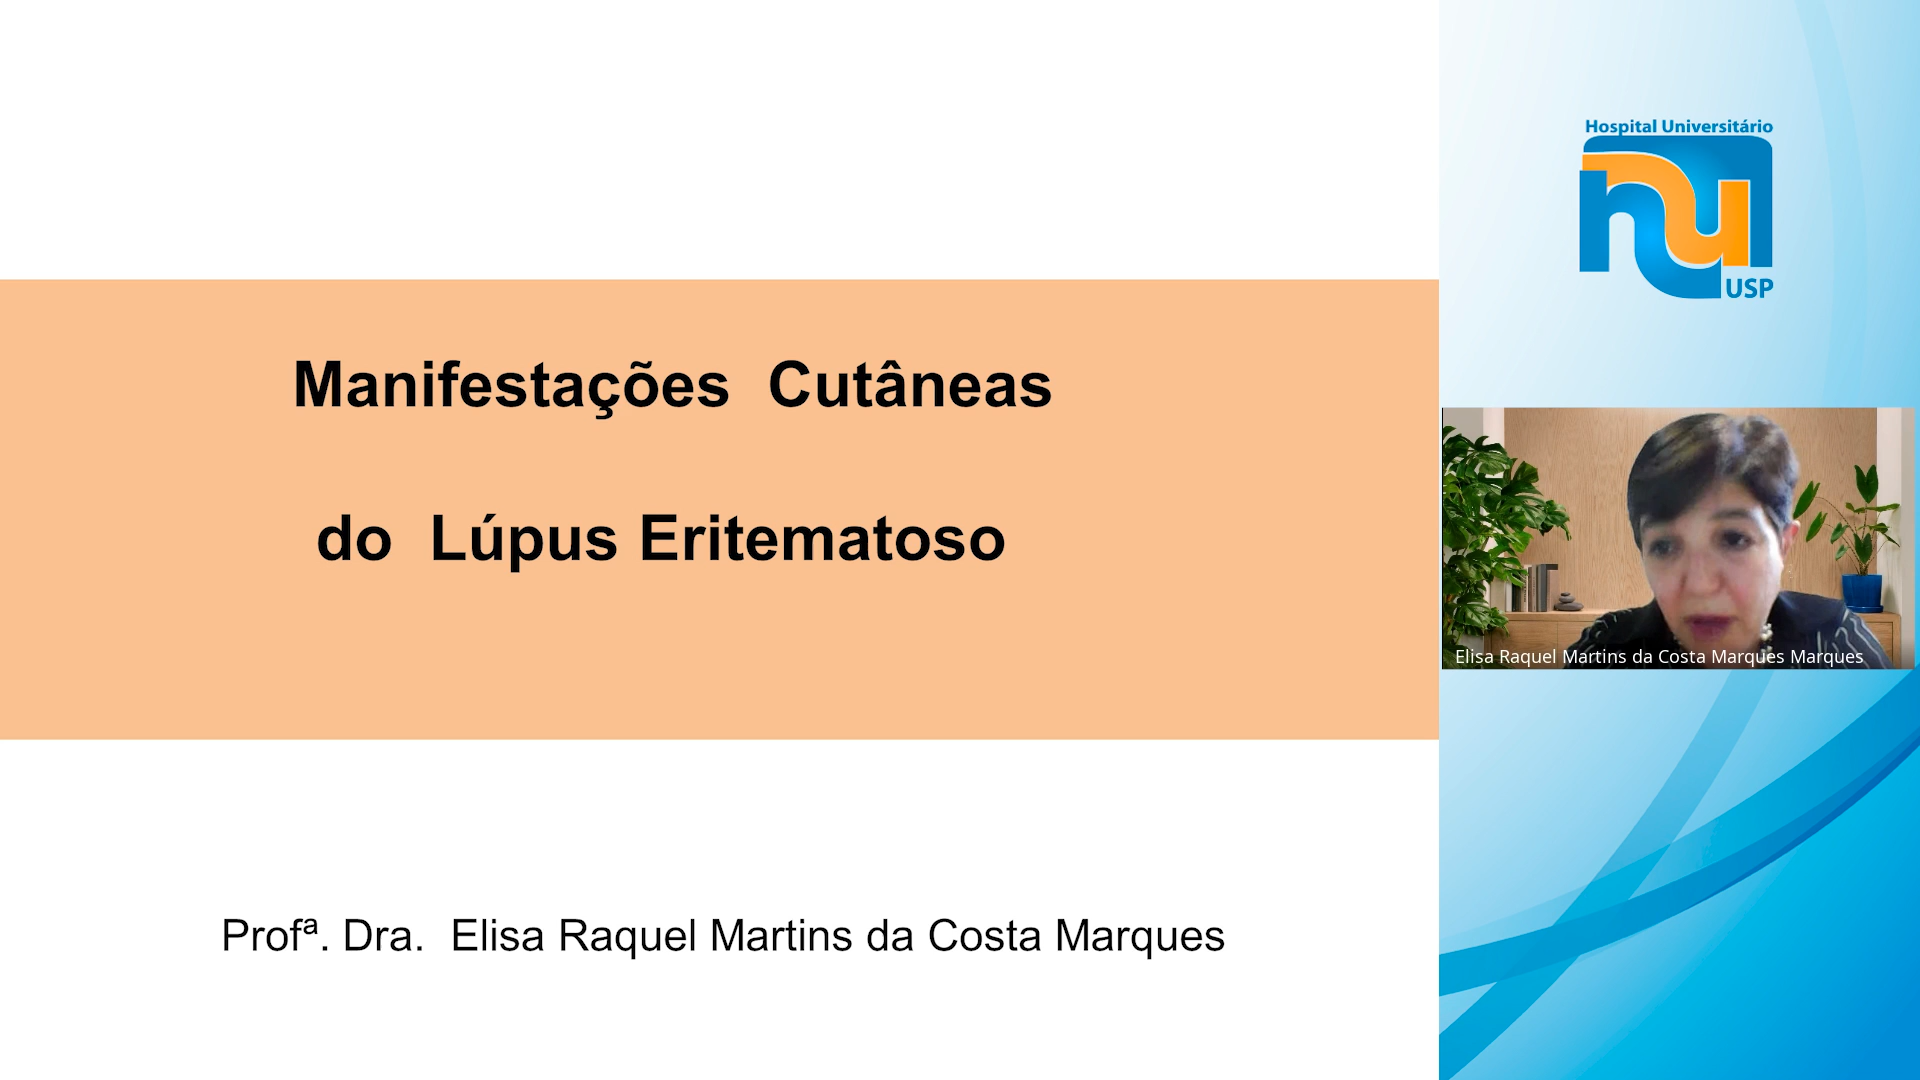 Manifestações Cutâneas
do Lúpus Eritematoso
Profª. Dra. Elisa Raquel Martins da Costa Marques
Hospital Universitário
hu
USP
Elisa Raquel Martins da Costa Marques Marques